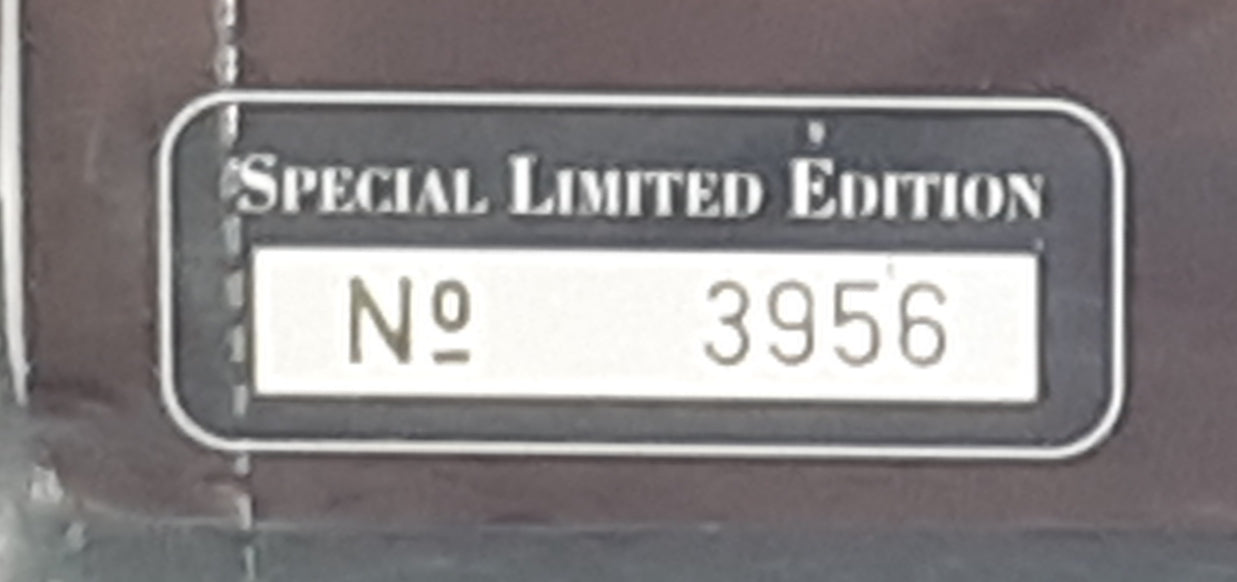 SPECIAL LIMITED EDITION
Nº 3956